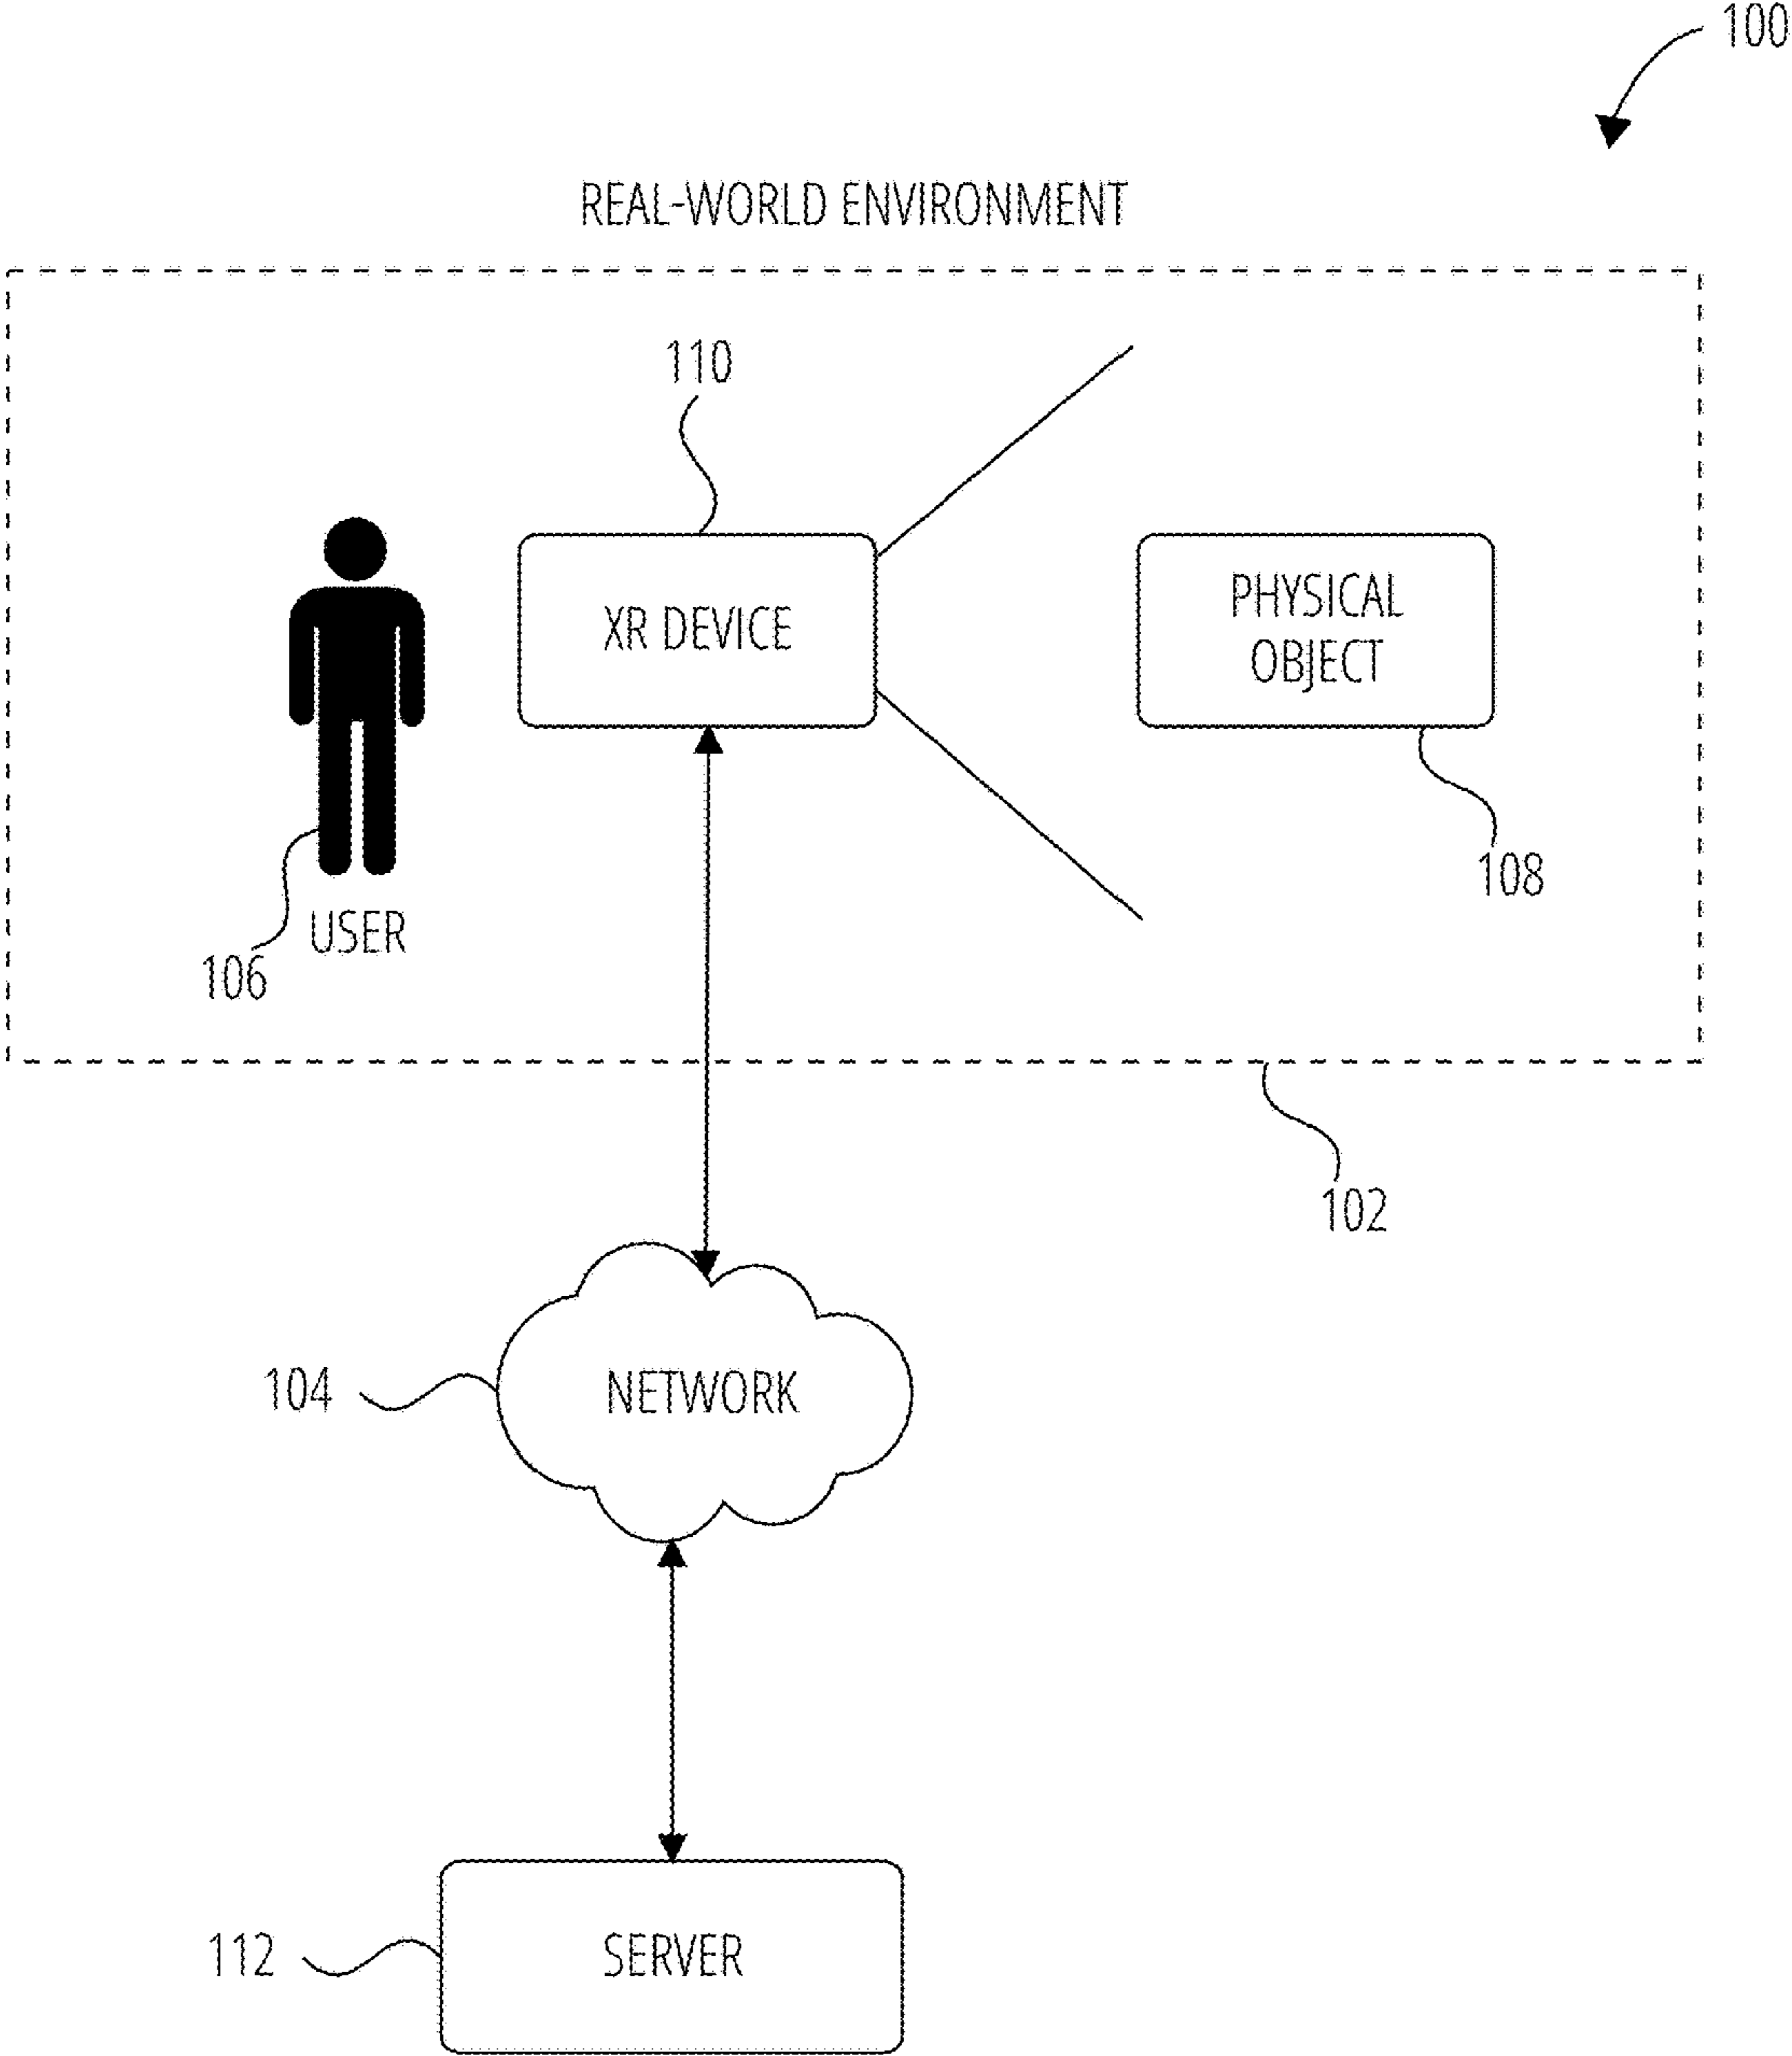 100
REAL-WORLD ENVIRONMENT
110
XR DEVICE
PHYSICAL
OBJECT
108
USER
106
102
104
NETWORK
112
SERVER